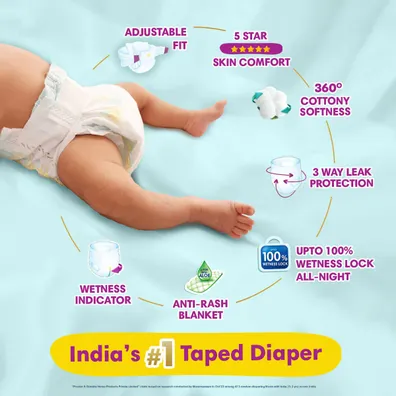 ADJUSTABLE
FIT
5 STAR
SKIN COMFORT
360°
COTTONY
SOFTNESS
3 WAY LEAK
PROTECTION
100%
WETNESS LOCK
UPTO 100%
WETNESS LOCK
ALL-NIGHT
ANTI-RASH
BLANKET
WETNESS
INDICATOR
India's #1 Taped Diaper